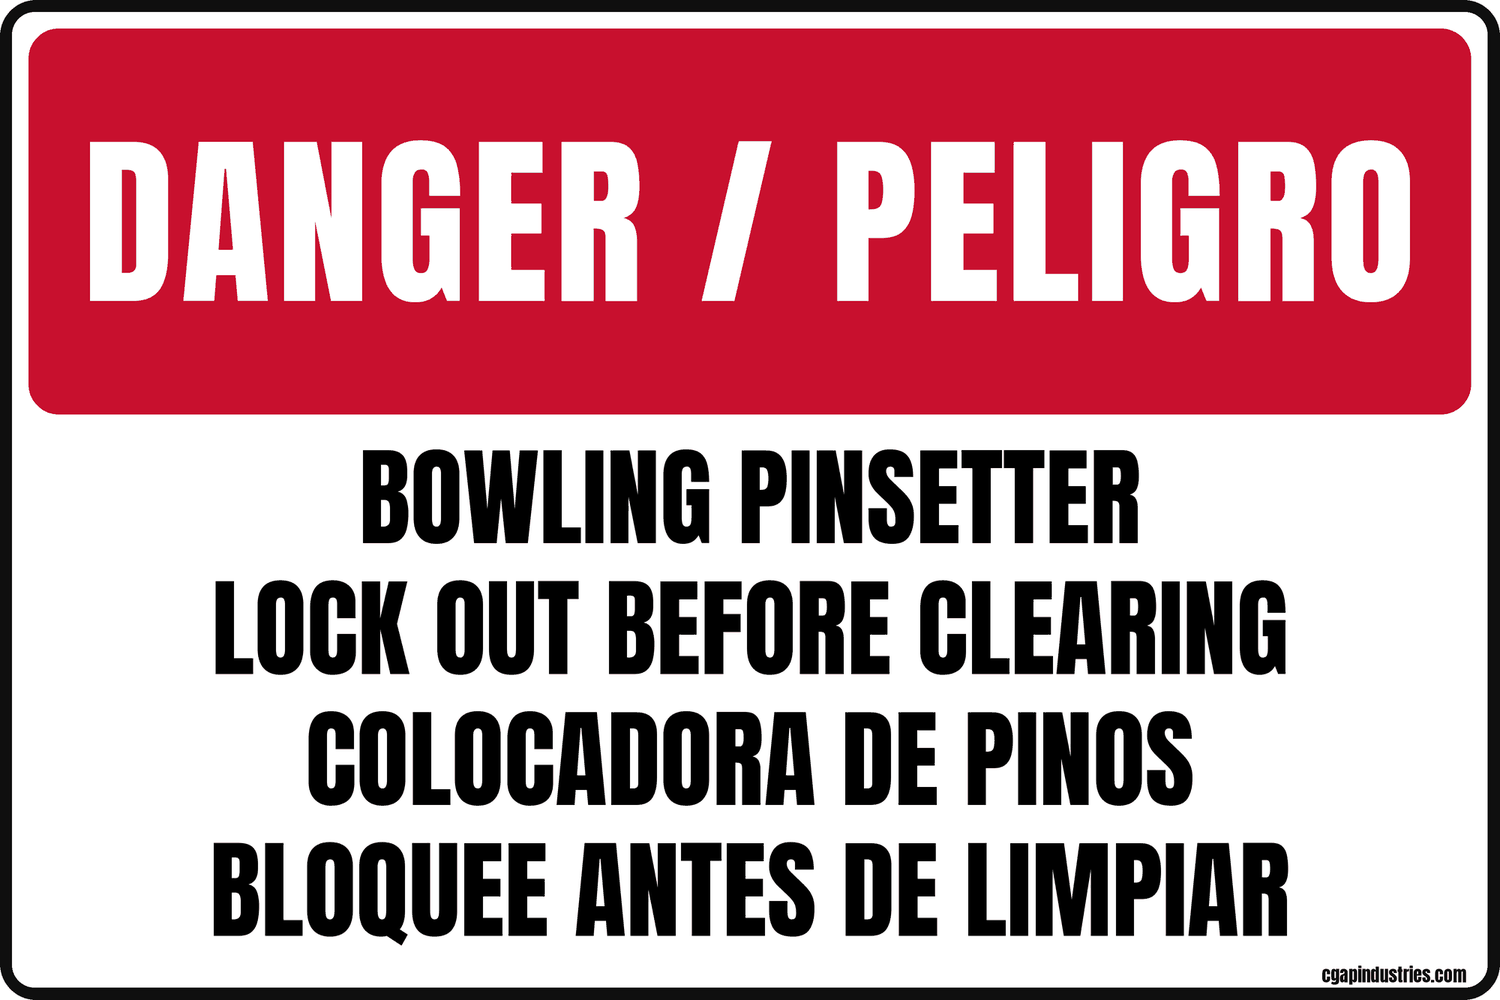 DANGER / PELIGRO
BOWLING PINSETTER
LOCK OUT BEFORE CLEARING
COLOCADORA DE PINOS
BLOQUEE ANTES DE LIMPIAR
cgapindustries.com